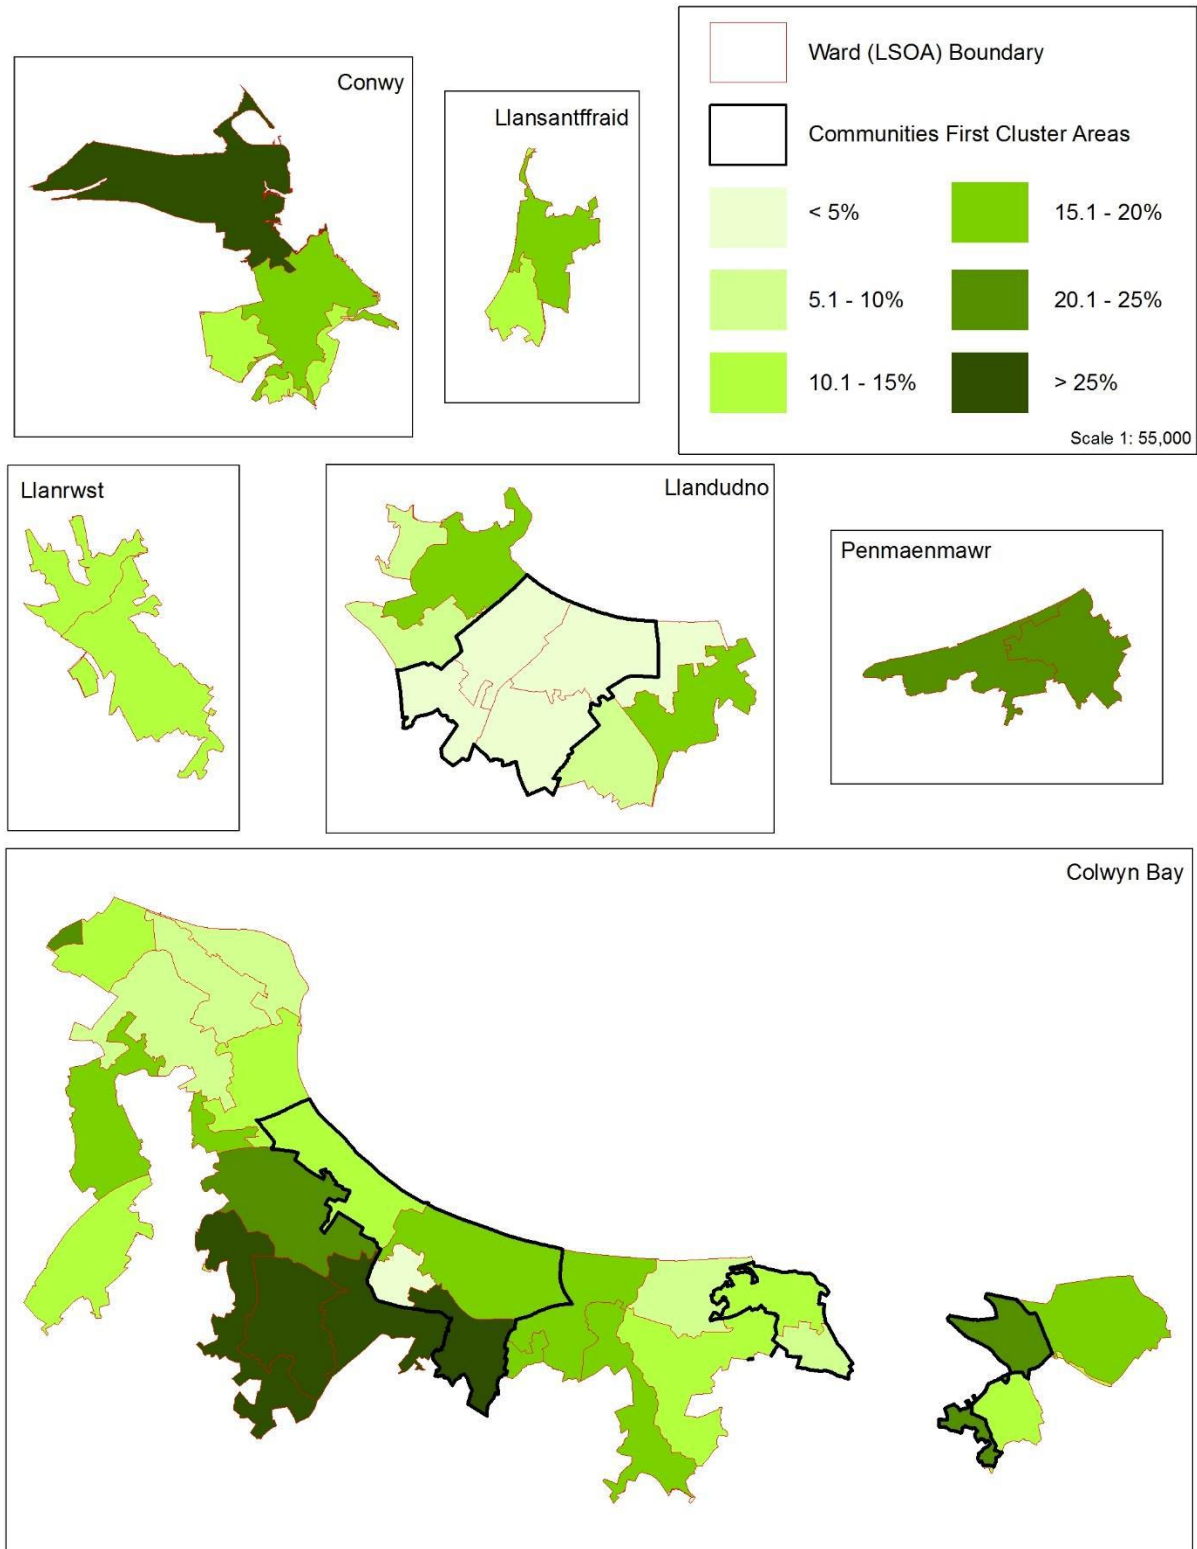 Conwy
Llansantffraid
Ward (LSOA) Boundary
Communities First Cluster Areas
< 5%
15.1 - 20%
5.1 - 10%
20.1 - 25%
10.1 - 15%
> 25%
Scale 1: 55,000
Llanrwst
Llandudno
Penmaenmawr
Colwyn Bay